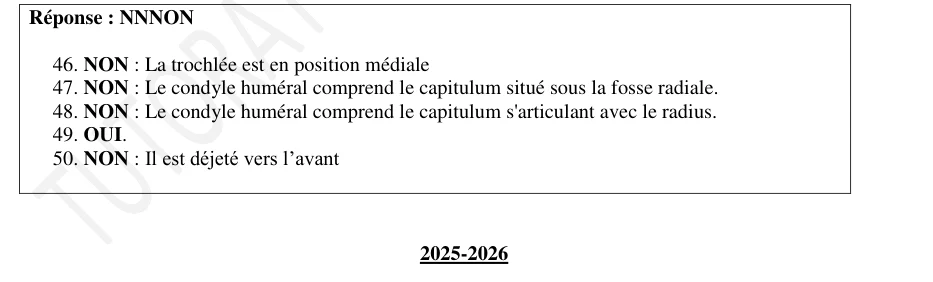 Réponse : NNNON
46. NON : La trochlée est en position médiale
47. NON : Le condyle huméral comprend le capitulum situé sous la fosse radiale.
48. NON : Le condyle huméral comprend le capitulum s'articulant avec le radius.
49. OUI.
50. NON : Il est déjeté vers l’avant
TUTORAT
2025-2026